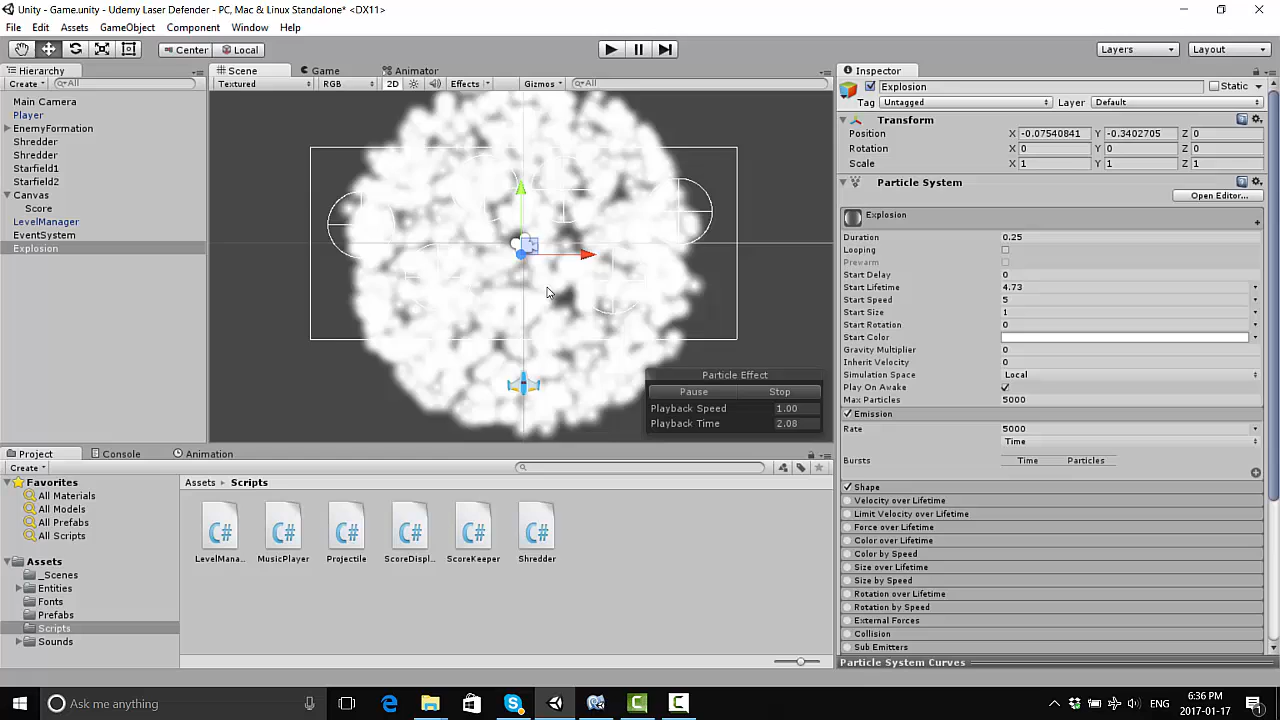 Unity - Game.unity - Udemy Laser Defender - PC, Mac & Linux Standalone* <DX11>
File Edit Assets GameObject Component Window Help
Center Local Layers Layout
Hierarchy
Create All
Main Camera
Player
EnemyFormation
Shredder
Shredder
Starfield1
Starfield2
Canvas
Score
LevelManager
EventSystem
Explosion
Scene Game Animator
Textured RGB 2D Effects Gizmos All
Particle Effect
Pause Stop
Playback Speed 1.00
Playback Time 2.08
Inspector
Explosion Static
Tag Untagged Layer Default
Transform
Position X -0.07540841 Y -0.3402705 Z 0
Rotation X 0 Y 0 Z 0
Scale X 1 Y 1 Z 1
Particle System
Open Editor...
Explosion
Duration 0.25
Looping
Prewarm
Start Delay 0
Start Lifetime 4.73
Start Speed 5
Start Size 1
Start Rotation 0
Start Color
Gravity Multiplier 0
Inherit Velocity 0
Simulation Space Local
Play On Awake
Max Particles 5000
Emission
Rate 5000
Time
Bursts Time Particles
Shape
Velocity over Lifetime
Limit Velocity over Lifetime
Force over Lifetime
Color over Lifetime
Color by Speed
Size over Lifetime
Size by Speed
Rotation over Lifetime
Rotation by Speed
External Forces
Collision
Sub Emitters
Particle System Curves
Project Console Animation
Create
Favorites
All Materials
All Models
All Prefabs
All Scripts
Assets
_Scenes
Entities
Fonts
Prefabs
Scripts
Sounds
Assets Scripts
C# C# C# C# C# C#
LevelMana... MusicPlayer Projectile ScoreDispl... ScoreKeeper Shredder
Ask me anything
ENG
6:36 PM
2017-01-17